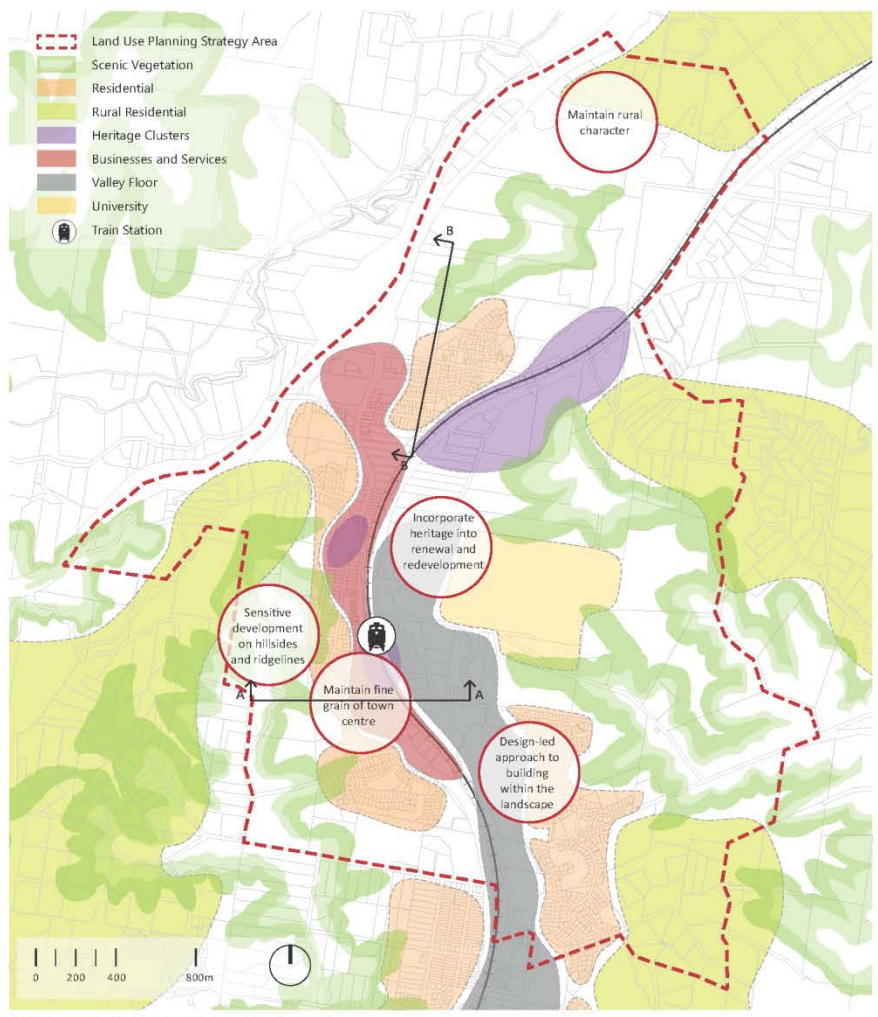 Land Use Planning Strategy Area
Scenic Vegetation
Residential
Rural Residential
Heritage Clusters
Businesses and Services
Valley Floor
University
Train Station
Maintain rural
character
B
B
Incorporate
heritage into
renewal and
redevelopment
Sensitive
development
on hillsides
and ridgelines
A
A
Maintain fine
grain of town
centre
Design-led
approach to
building
within the
landscape
0 200 400 800m